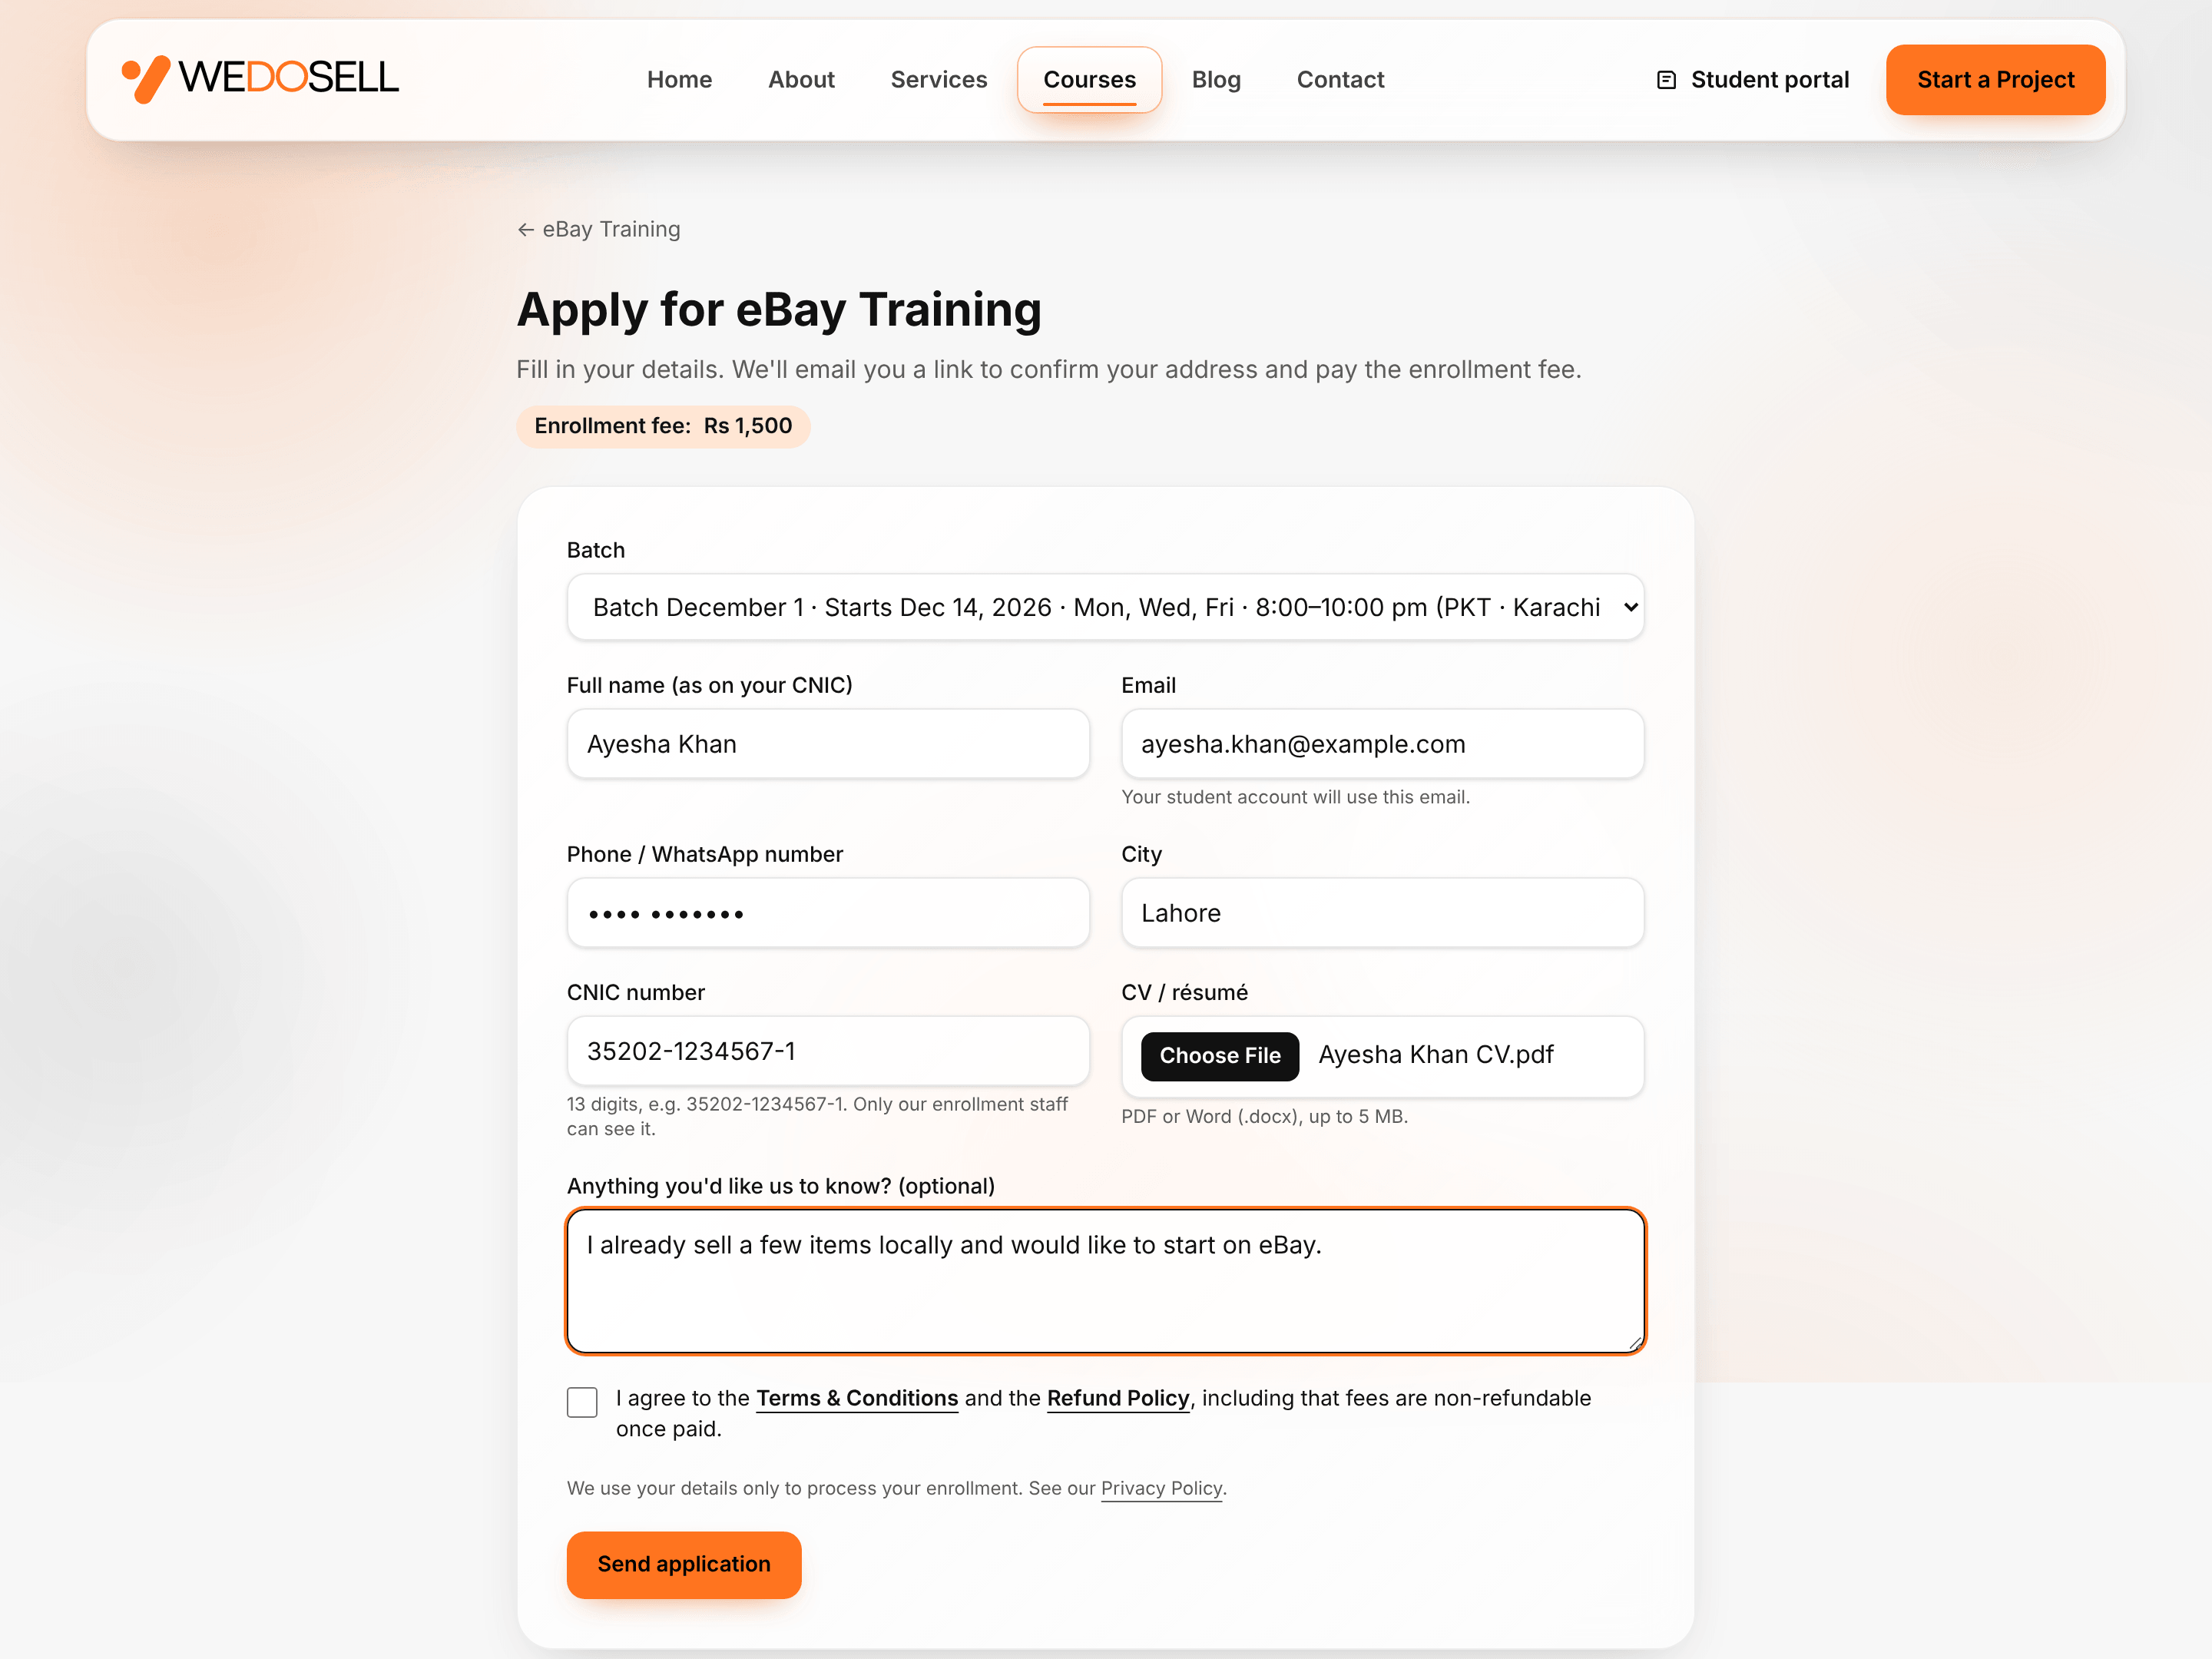 WEDOSELL
Home
About
Services
Courses
Blog
Contact
Student portal
Start a Project
← eBay Training
Apply for eBay Training
Fill in your details. We'll email you a link to confirm your address and pay the enrollment fee.
Enrollment fee: Rs 1,500
Batch
Batch December 1 · Starts Dec 14, 2026 · Mon, Wed, Fri · 8:00–10:00 pm (PKT · Karachi
Full name (as on your CNIC)
Ayesha Khan
Email
ayesha.khan@example.com
Your student account will use this email.
Phone / WhatsApp number
•••• •••••••
City
Lahore
CNIC number
35202-1234567-1
13 digits, e.g. 35202-1234567-1. Only our enrollment staff
can see it.
CV / résumé
Choose File Ayesha Khan CV.pdf
PDF or Word (.docx), up to 5 MB.
Anything you'd like us to know? (optional)
I already sell a few items locally and would like to start on eBay.
I agree to the Terms & Conditions and the Refund Policy, including that fees are non-refundable
once paid.
We use your details only to process your enrollment. See our Privacy Policy.
Send application